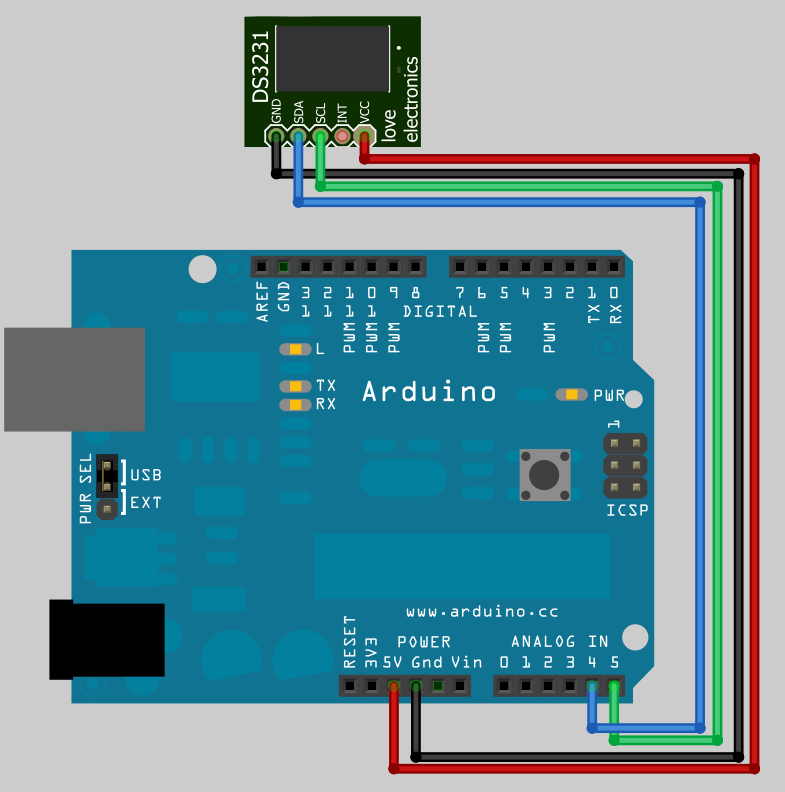 DS3231
GND
SDA
SCL
INT
VCC
love
electronics
AREF
GND
13
12
11
10
9
8
7
6
5
4
3
2
1
0
DIGITAL
TX
RX
PWM
PWM
PWM
PWM
PWM
PWM
L
TX
RX
Arduino
PWR
1
ICSP
PWR SEL
USB
EXT
www.arduino.cc
POWER
ANALOG IN
RESET
3V3
5V Gnd Vin
0 1 2 3 4 5